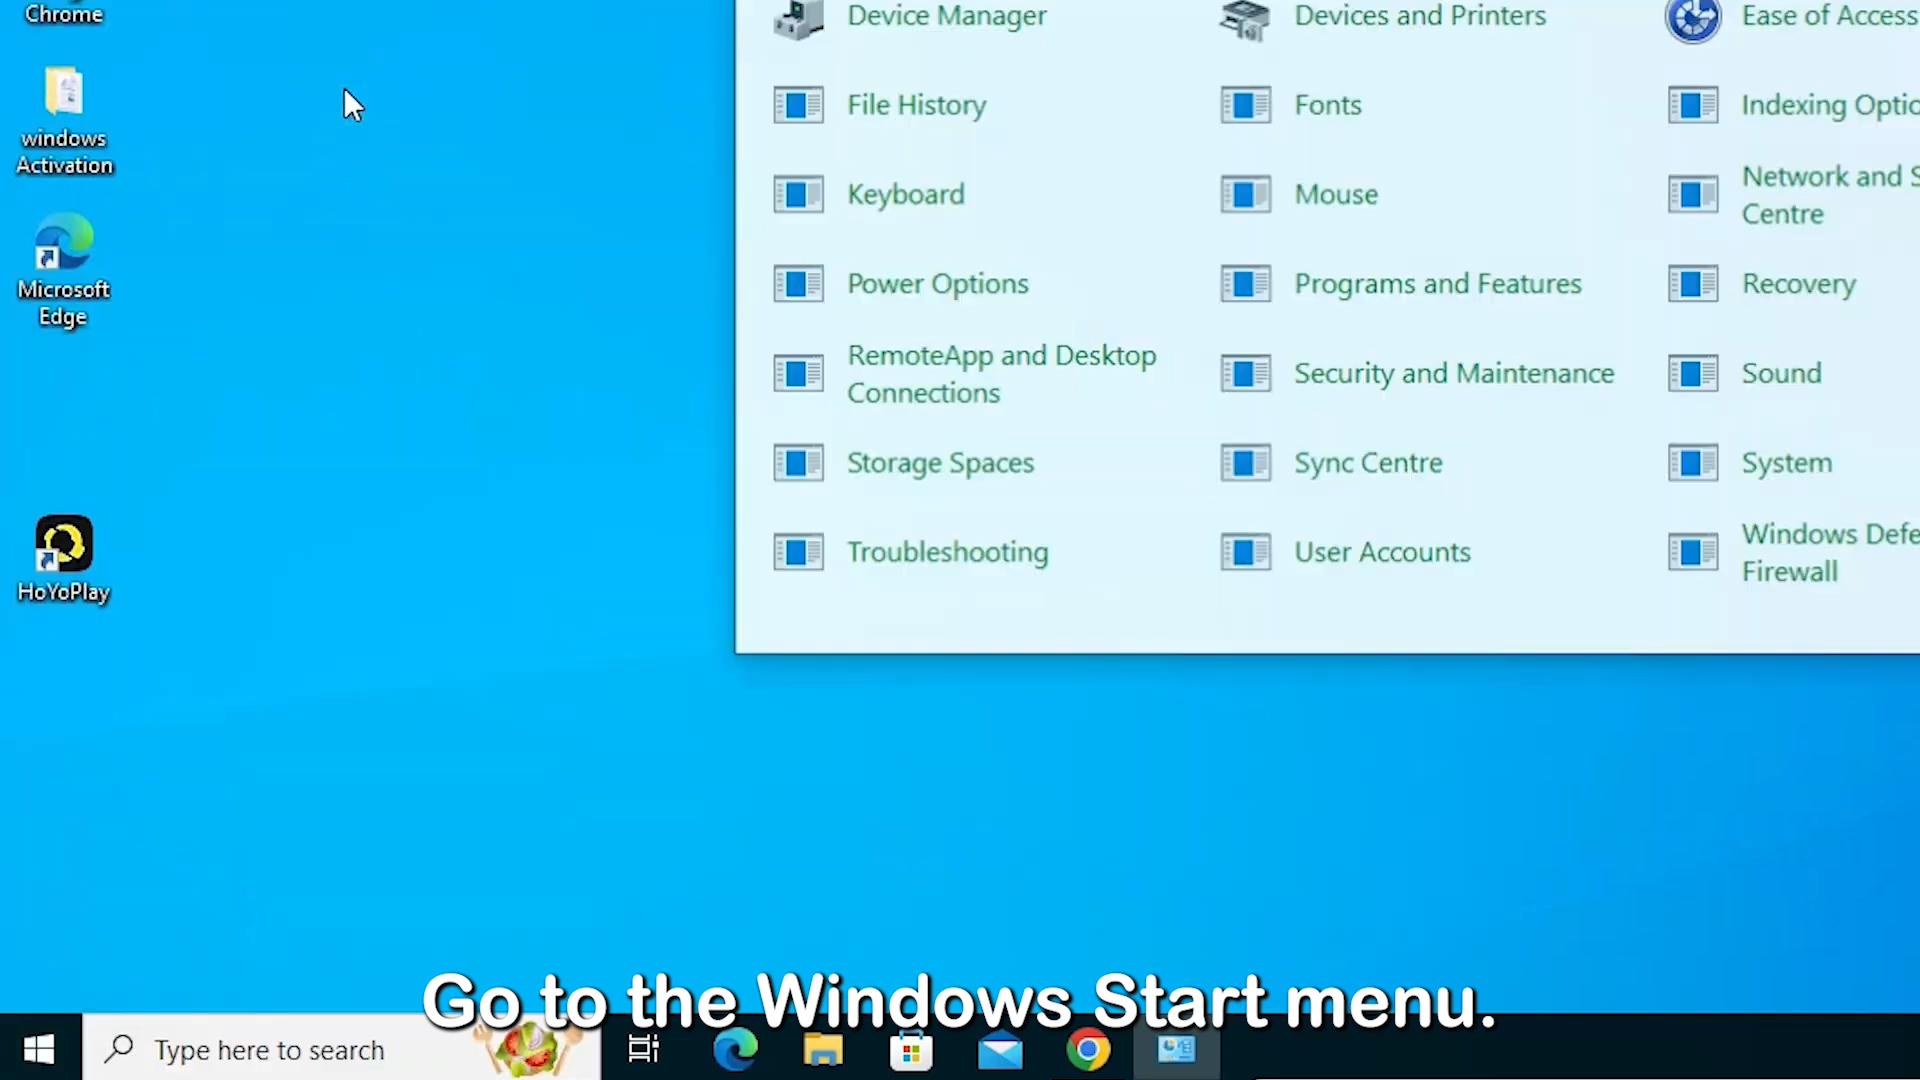 Chrome
windows
Activation
Microsoft
Edge
HoYoPlay
Device Manager
Devices and Printers
Ease of Access
File History
Fonts
Indexing Optio
Keyboard
Mouse
Network and S
Centre
Power Options
Programs and Features
Recovery
RemoteApp and Desktop
Connections
Security and Maintenance
Sound
Storage Spaces
Sync Centre
System
Troubleshooting
User Accounts
Windows Defe
Firewall
Go to the Windows Start menu.
Type here to search